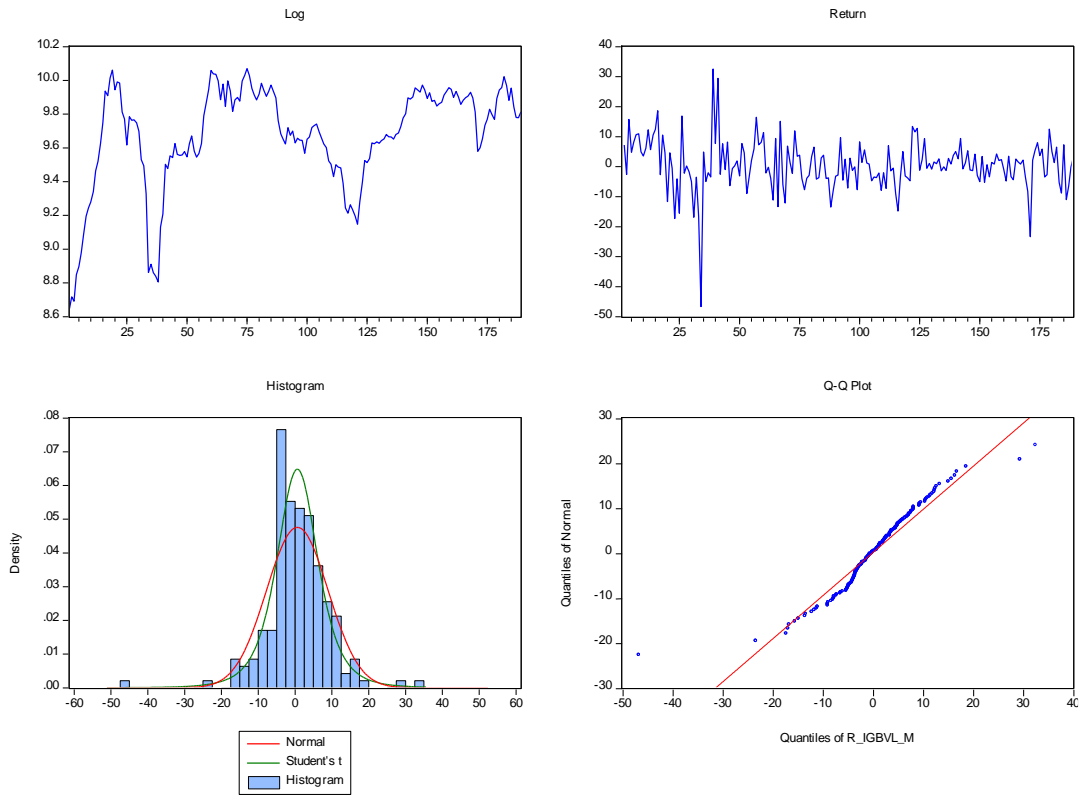 Log
10.2
10.0
9.8
9.6
9.4
9.2
9.0
8.8
8.6
25 50 75 100 125 150 175
Return
40
30
20
10
0
-10
-20
-30
-40
-50
25 50 75 100 125 150 175
Histogram
Density
.08
.07
.06
.05
.04
.03
.02
.01
.00
-60 -50 -40 -30 -20 -10 0 10 20 30 40 50 60
Normal
Student's t
Histogram
Q-Q Plot
Quantiles of Normal
30
20
10
0
-10
-20
-30
-50 -40 -30 -20 -10 0 10 20 30 40
Quantiles of R_IGBVL_M